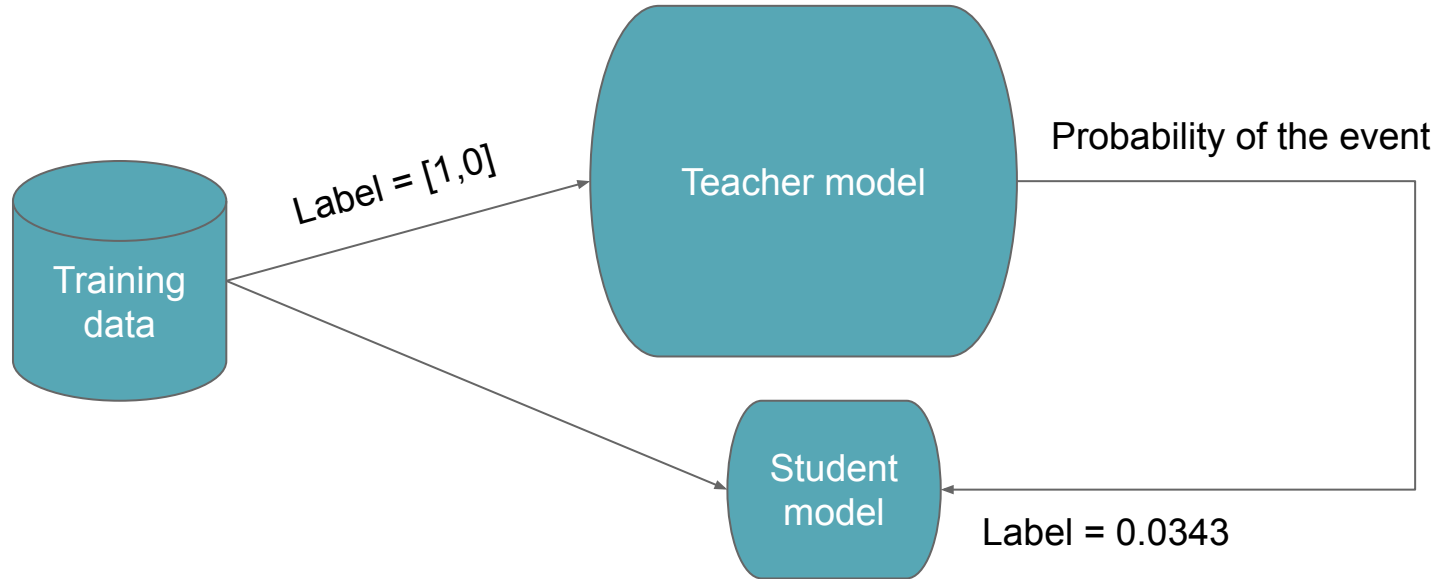 Training
data
Label = [1,0]
Teacher model
Probability of the event
Student
model
Label = 0.0343